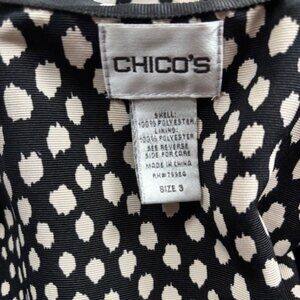 CHICO'S
SHELL:
100% POLYESTER
LINING:
100% POLYESTER
SEE REVERSE
SIDE FOR CARE
MADE IN CHINA
SIZE 3